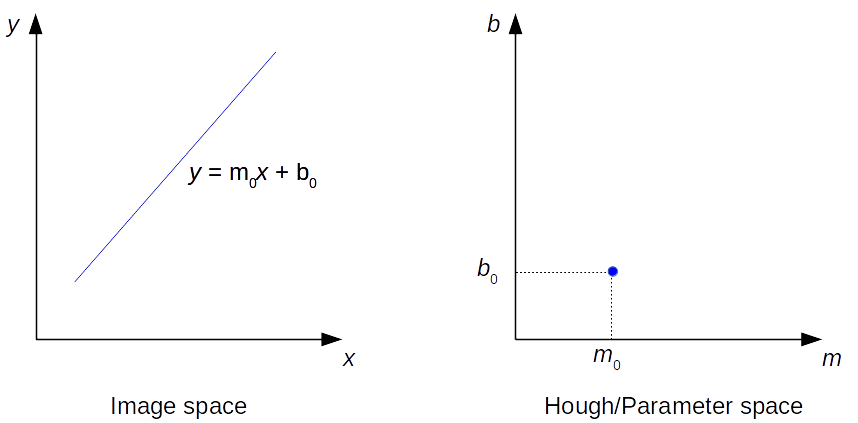 y
y = m₀x + b₀
x
Image space
b
b₀
m₀
m
Hough/Parameter space